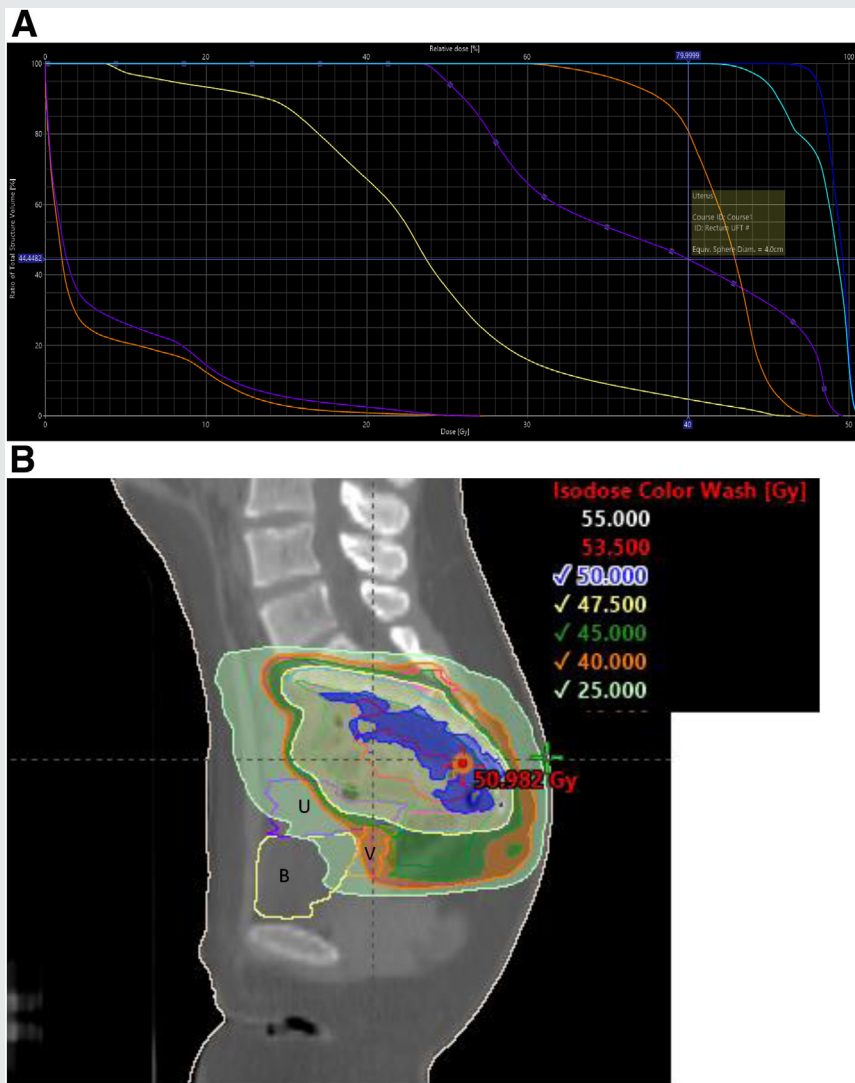 A
Relative dose [%]
0
20
40
60
79.9999
100
100
80
60
44.4482
40
20
0
Ratio of Total Structure Volume [%]
Uterus
Course ID: Course1
ID: Rectum UFT #
Equiv. Sphere Diam. = 4.0cm
0
10
20
30
40
50
Dose [Gy]
B
Isodose Color Wash [Gy]
55.000
53.500
✓ 50.000
✓ 47.500
✓ 45.000
✓ 40.000
✓ 25.000
50.982 Gy
U
V
B